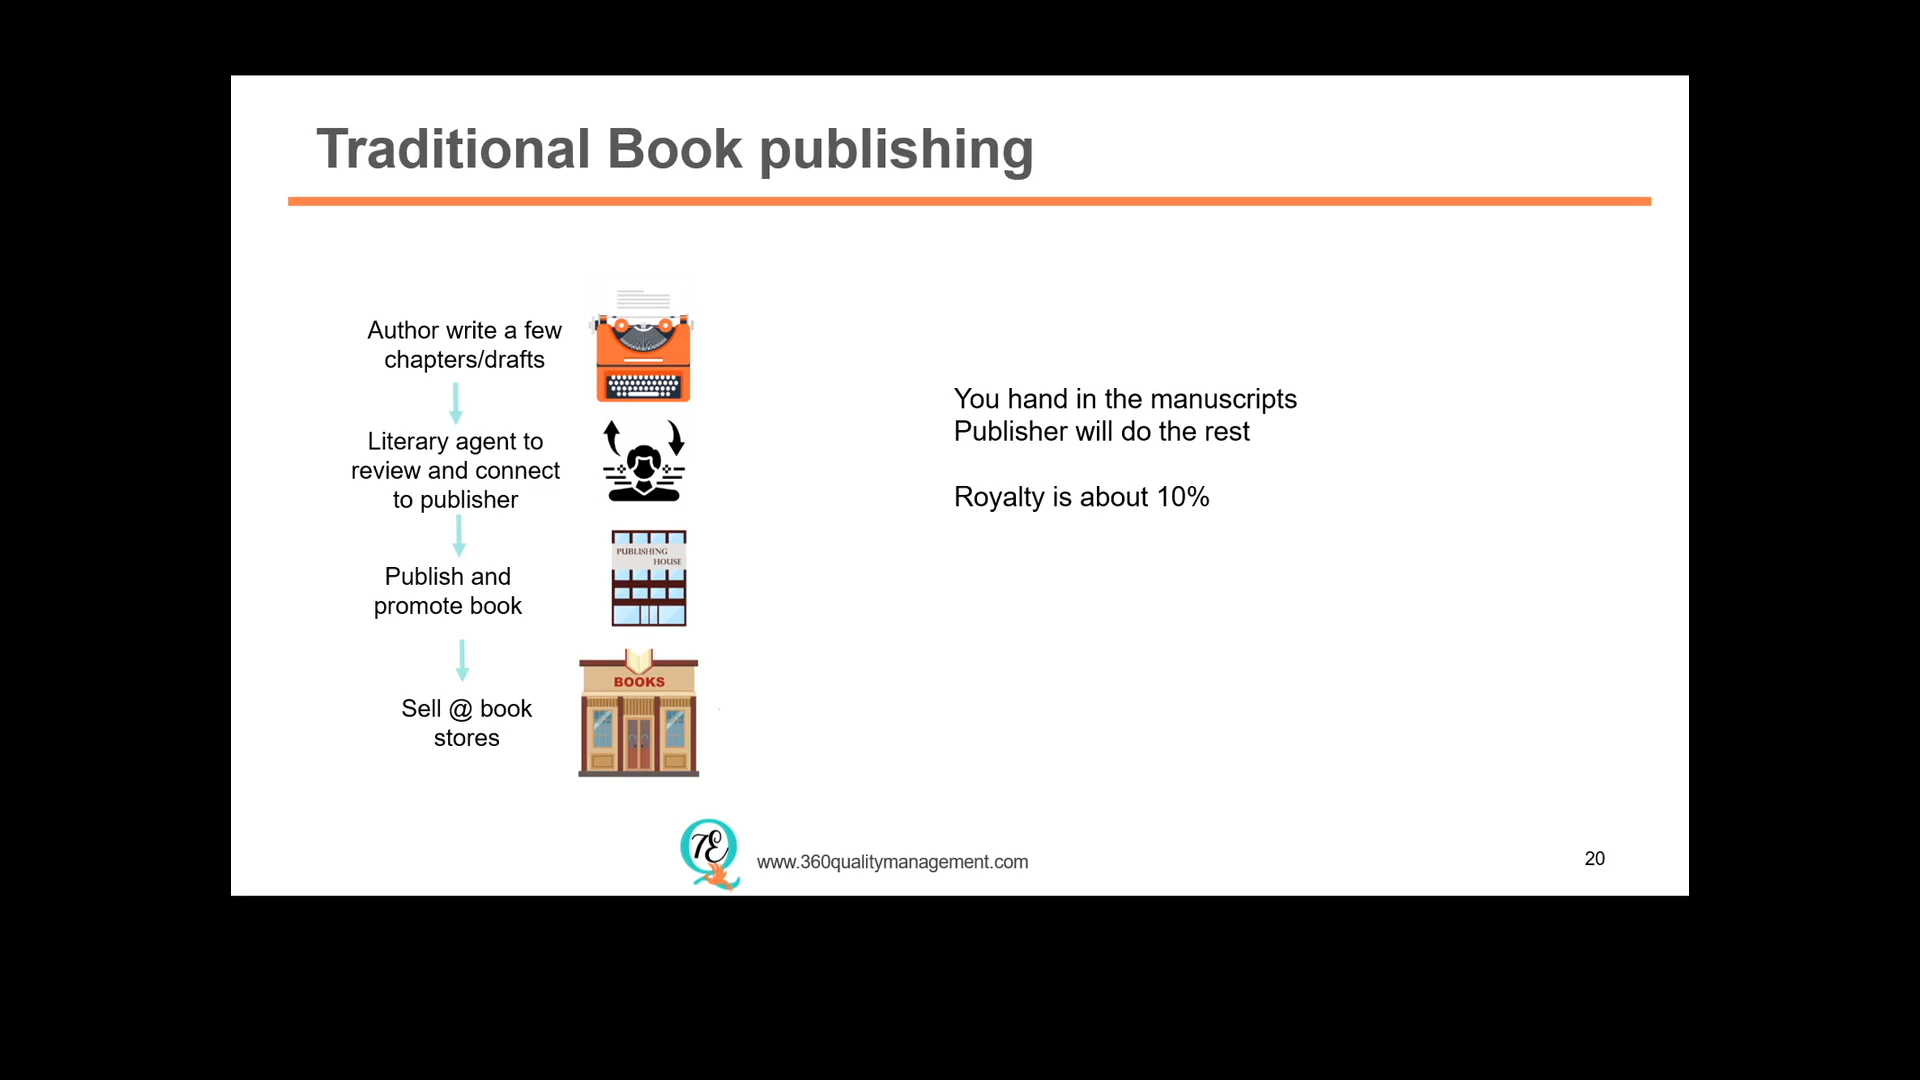 Traditional Book publishing
Author write a few
chapters/drafts
Literary agent to
review and connect
to publisher
Publish and
promote book
Sell @ book
stores
PUBLISHING
HOUSE
BOOKS
You hand in the manuscripts
Publisher will do the rest
Royalty is about 10%
www.360qualitymanagement.com
20